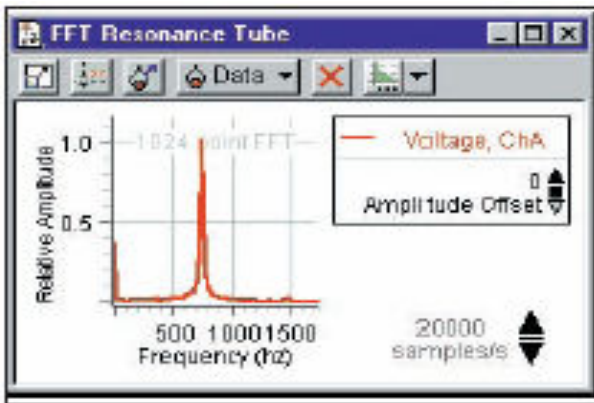 FFT Resonance Tube
Data
1024 point FFT
Voltage, ChA
0
Amplitude Offset
Relative Amplitude
1.0
0.5
500 1000 1500
Frequency (hz)
20000
samples/s